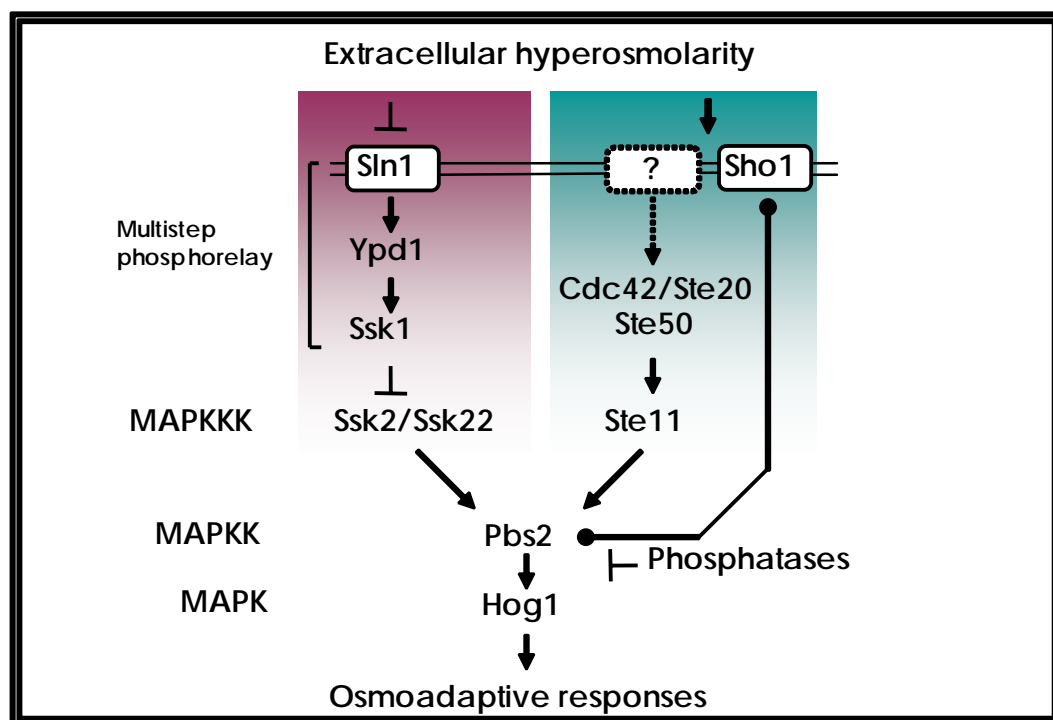 Extracellular hyperosmolarity
Sln1
?
Sho1
Multistep
phosphorelay
Ypd1
Ssk1
Cdc42/Ste20
Ste50
MAPKKK
Ssk2/Ssk22
Ste11
MAPKK
Pbs2
Phosphatases
MAPK
Hog1
Osmoadaptive responses